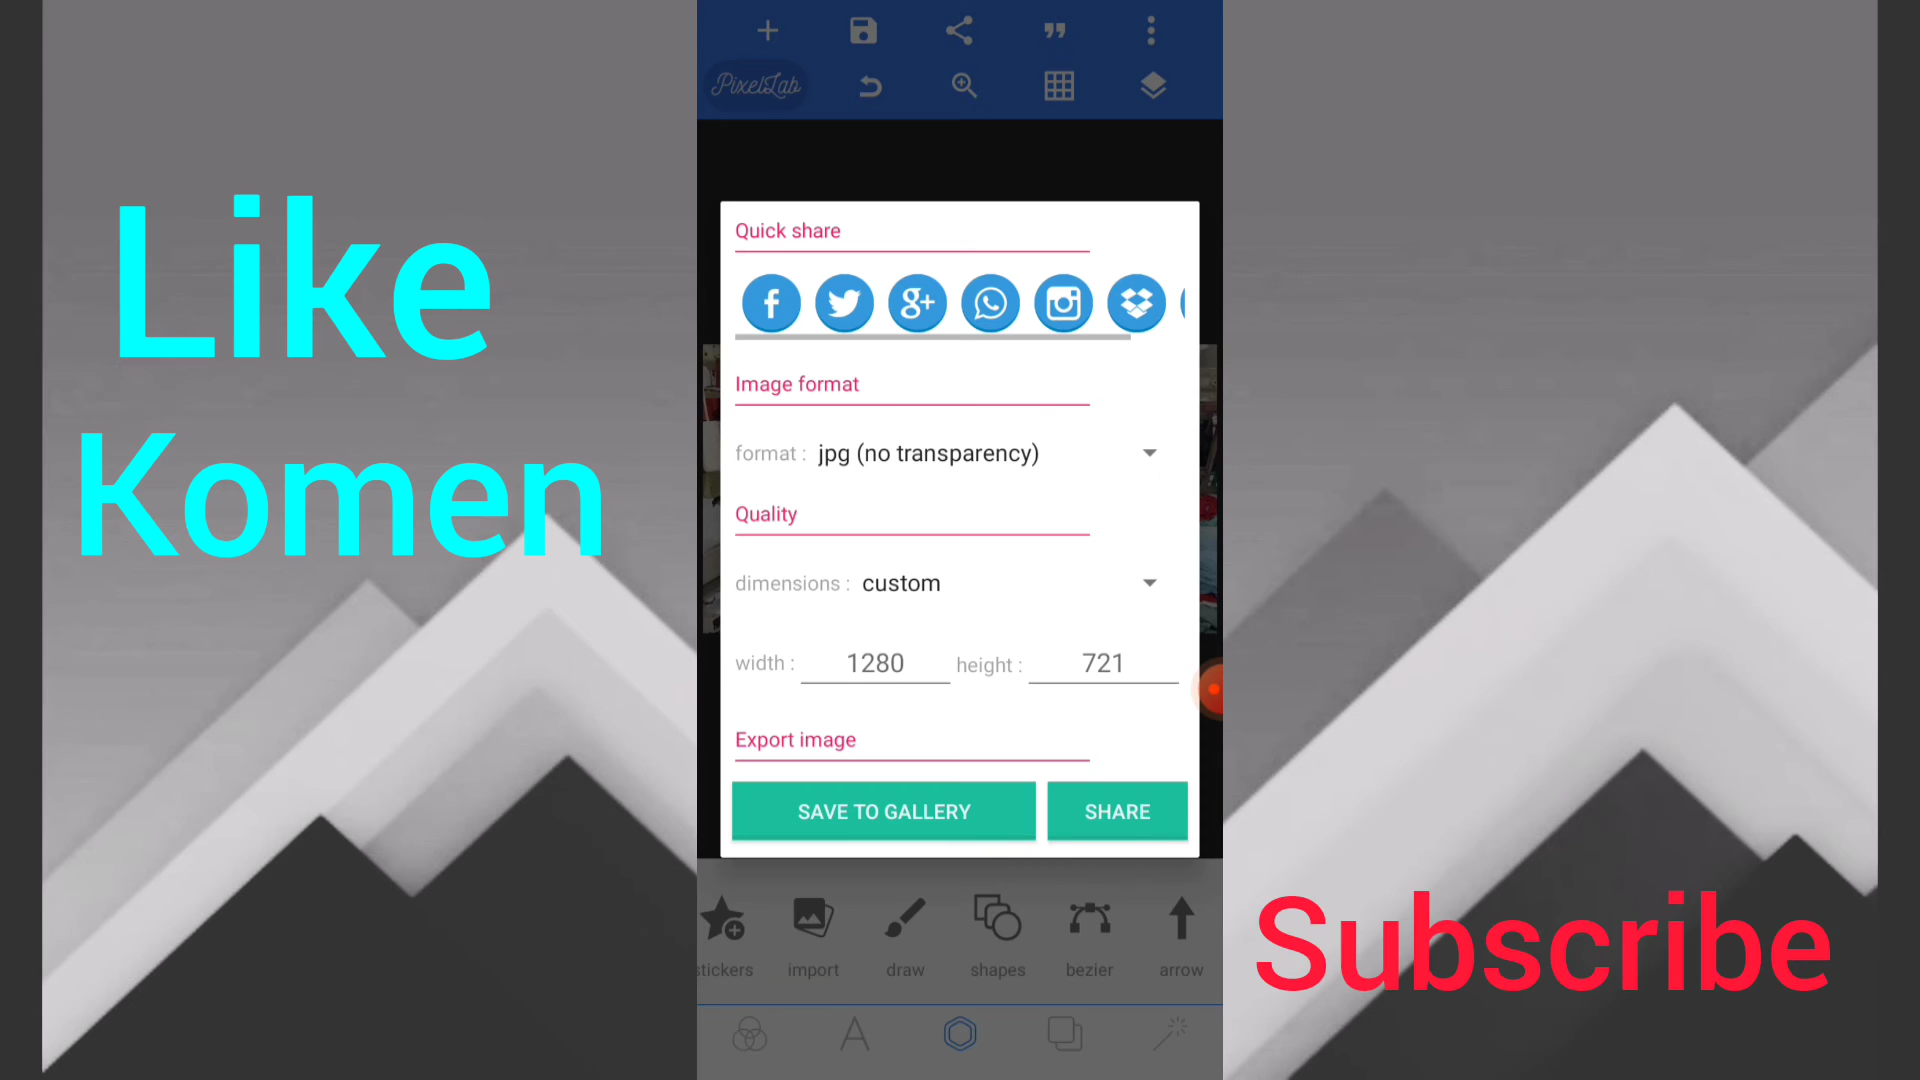 PixelLab
Like
Komen
Quick share
Image format
format : jpg (no transparency)
Quality
dimensions : custom
width : 1280 height : 721
Export image
SAVE TO GALLERY SHARE
stickers import draw shapes bezier arrow
Subscribe